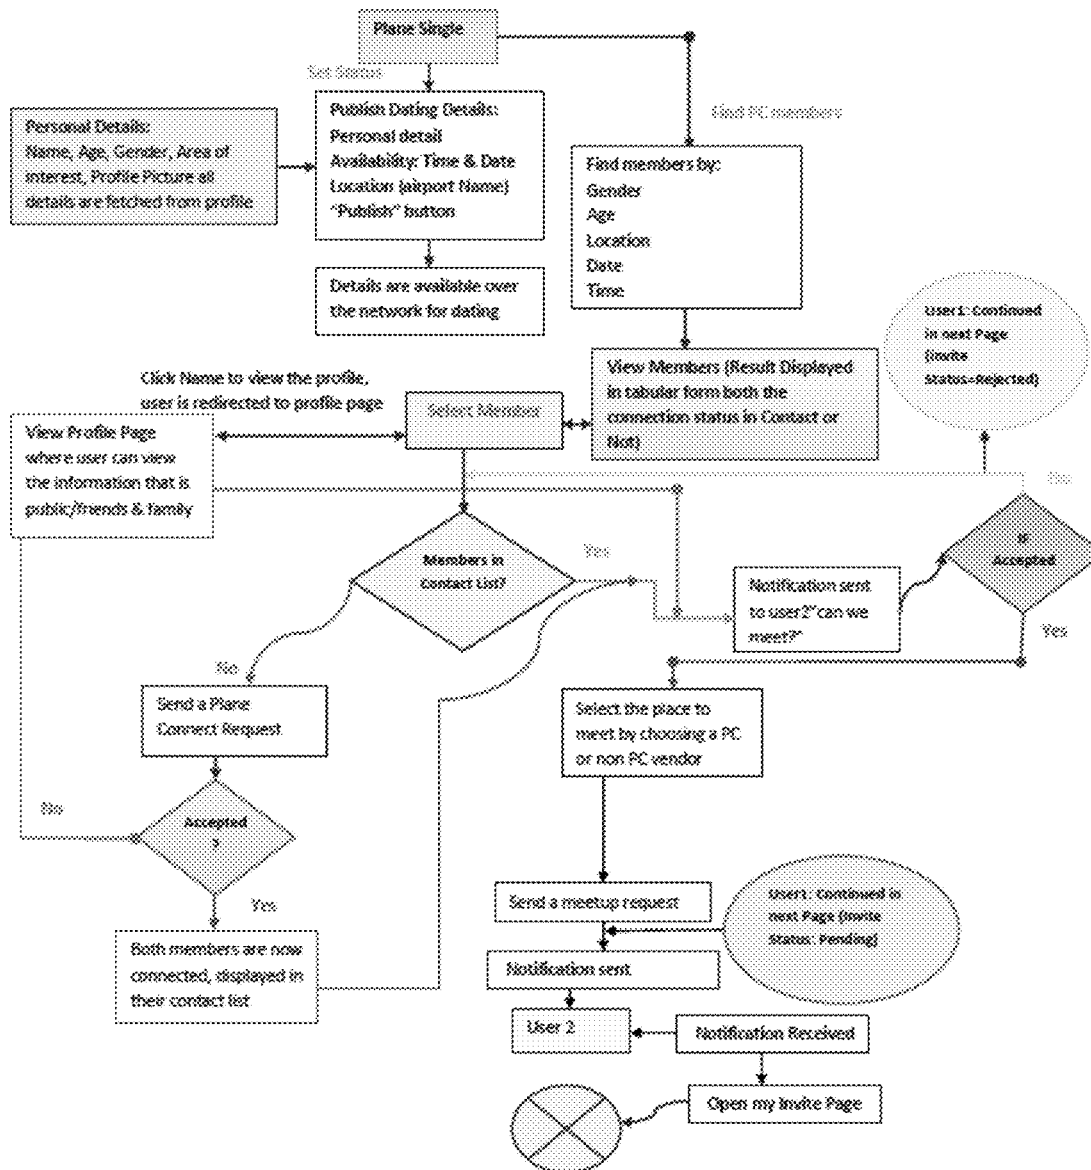 Plane Single
Set Status
Find PC members
Publish Dating Details:
Personal detail
Availability: Time & Date
Location (airport Name)
"Publish" button
Personal Details:
Name, Age, Gender, Area of
interest, Profile Picture all
details are fetched from profile
Find members by:
Gender
Age
Location
Date
Time
Details are available over
the network for dating
User1: Continued
in next Page
(Invite
Status=Rejected)
Click Name to view the profile,
user is redirected to profile page
Select Member
View Members (Result Displayed
in tabular form both the
connection status in Contact or
Not)
View Profile Page
where user can view
the information that is
public/friends & family
No
Members in
Contact List?
Yes
If
Accepted
Notification sent
to user2"can we
meet?"
Yes
No
Send a Plane
Connect Request
Select the place to
meet by choosing a PC
or non PC vendor
No
Accepted
?
Yes
Send a meetup request
User1: Continued in
next Page (Invite
Status: Pending)
Both members are now
connected, displayed in
their contact list
Notification sent
User 2
Notification Received
Open my Invite Page